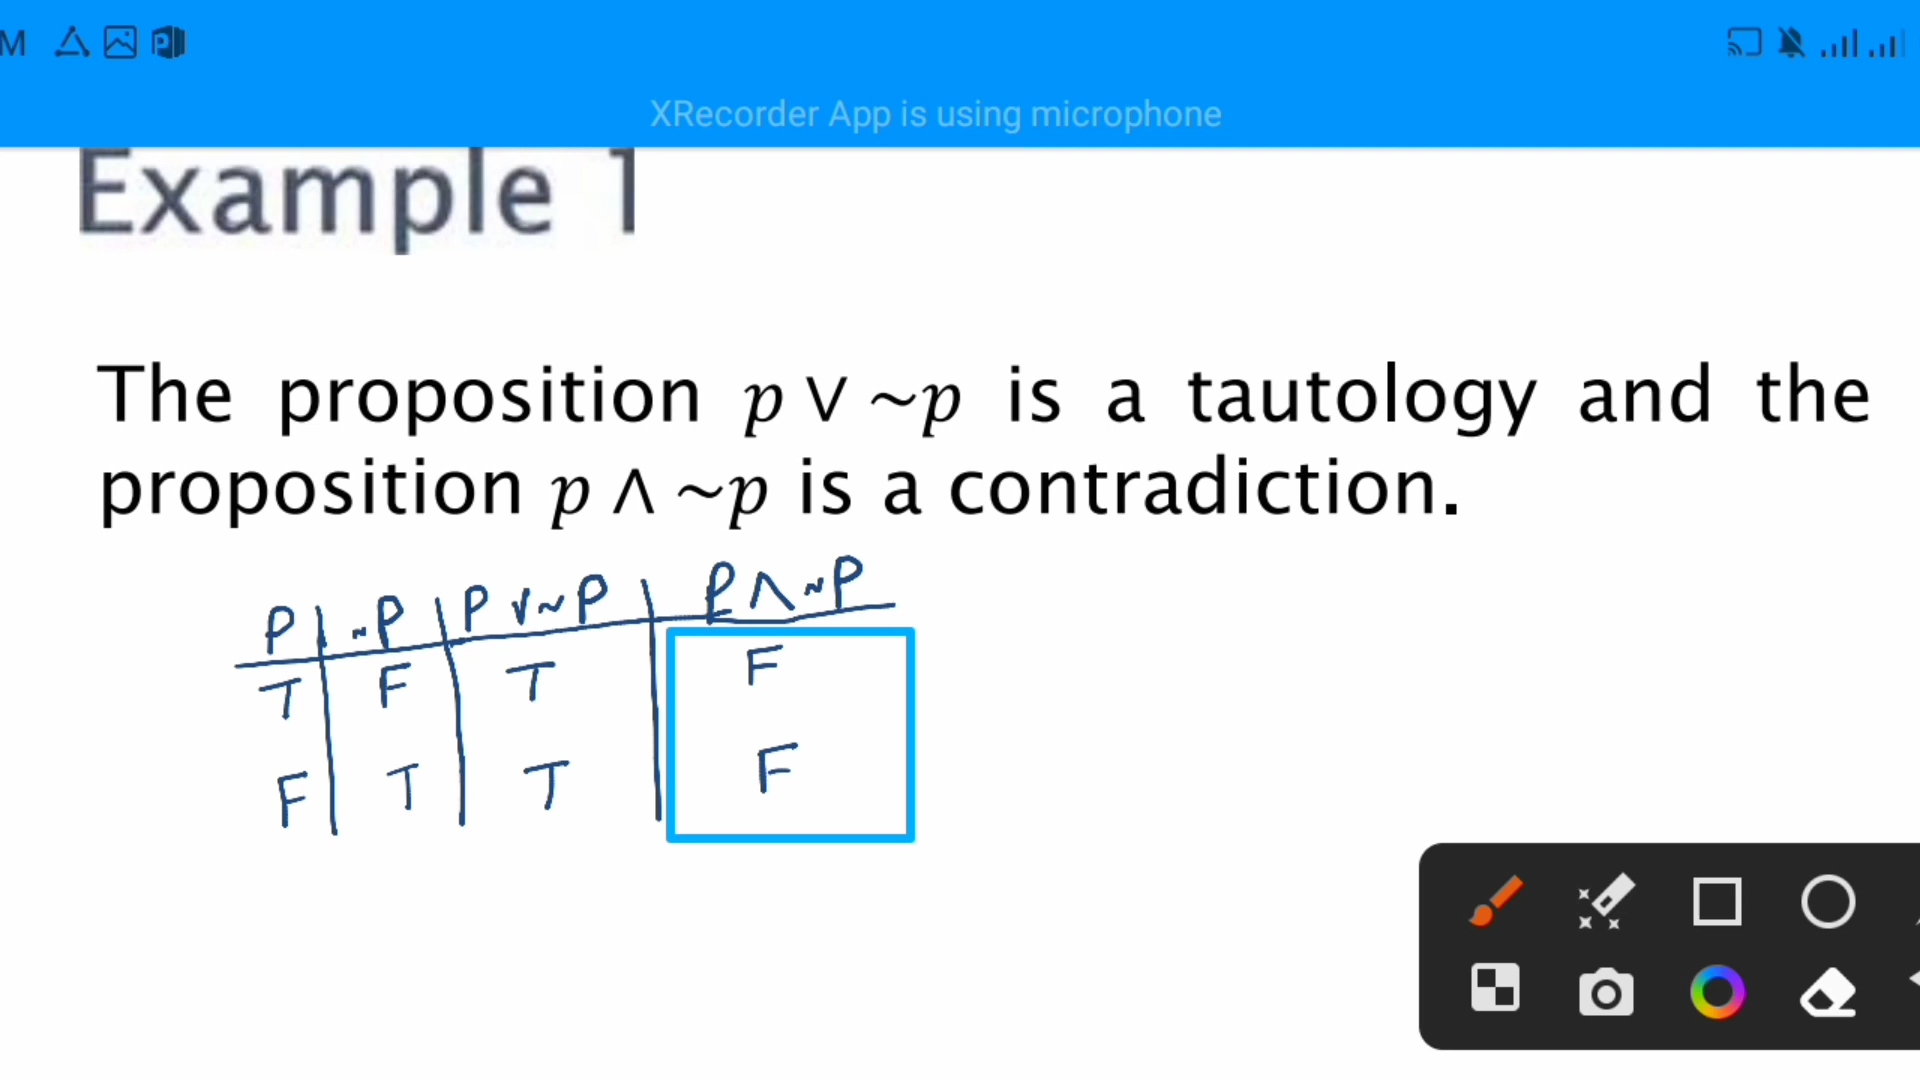 M
XRecorder App is using microphone
Example 1
The proposition p ∨ ~p is a tautology and the
proposition p ∧ ~p is a contradiction.
P ~P P ∨ ~P P ∧ ~P
T F T F
F T T F